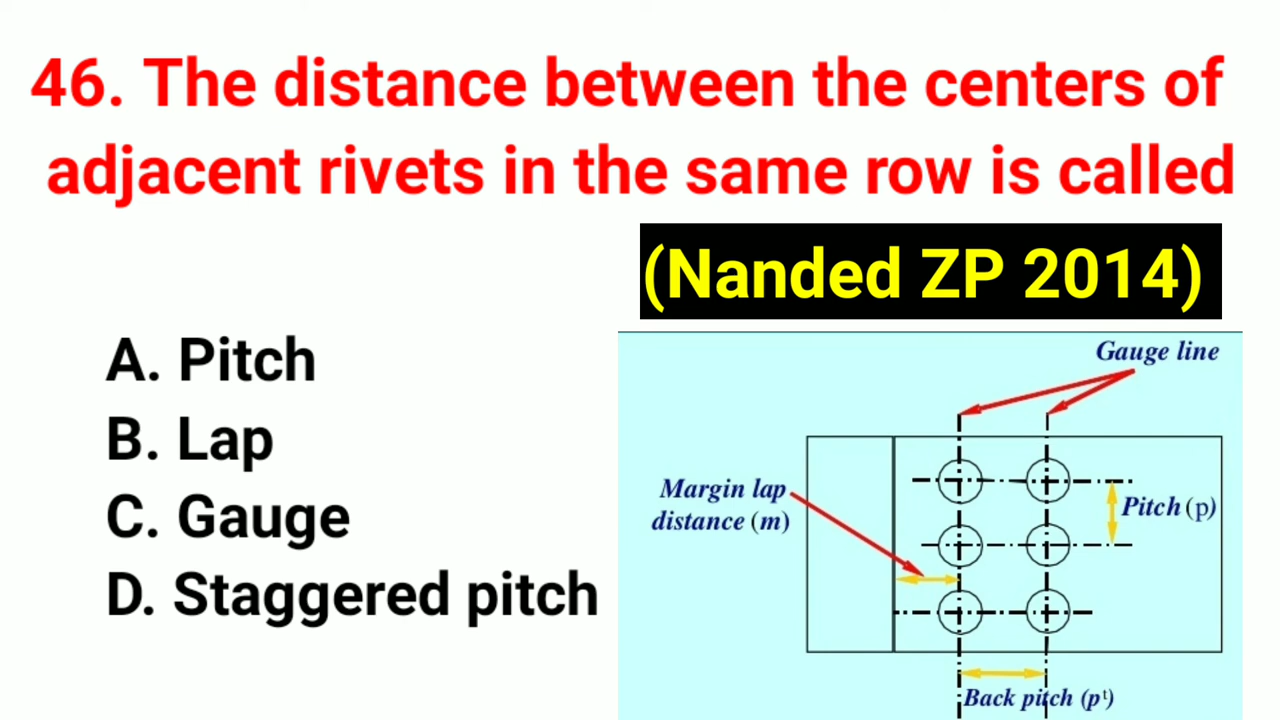 46. The distance between the centers of
adjacent rivets in the same row is called
(Nanded ZP 2014)
A. Pitch
B. Lap
C. Gauge
D. Staggered pitch
Gauge line
Margin lap
distance (m)
Pitch (p)
Back pitch (pᵗ)